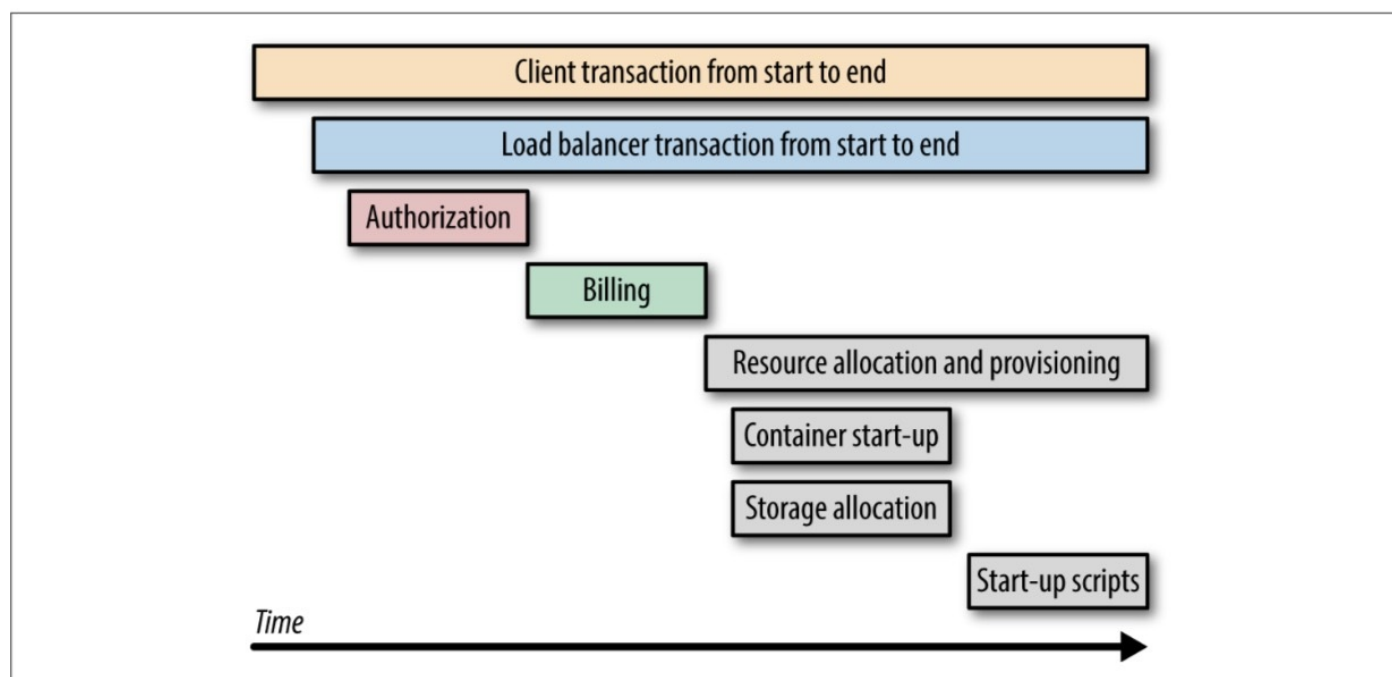 Client transaction from start to end
Load balancer transaction from start to end
Authorization
Billing
Resource allocation and provisioning
Container start-up
Storage allocation
Start-up scripts
Time